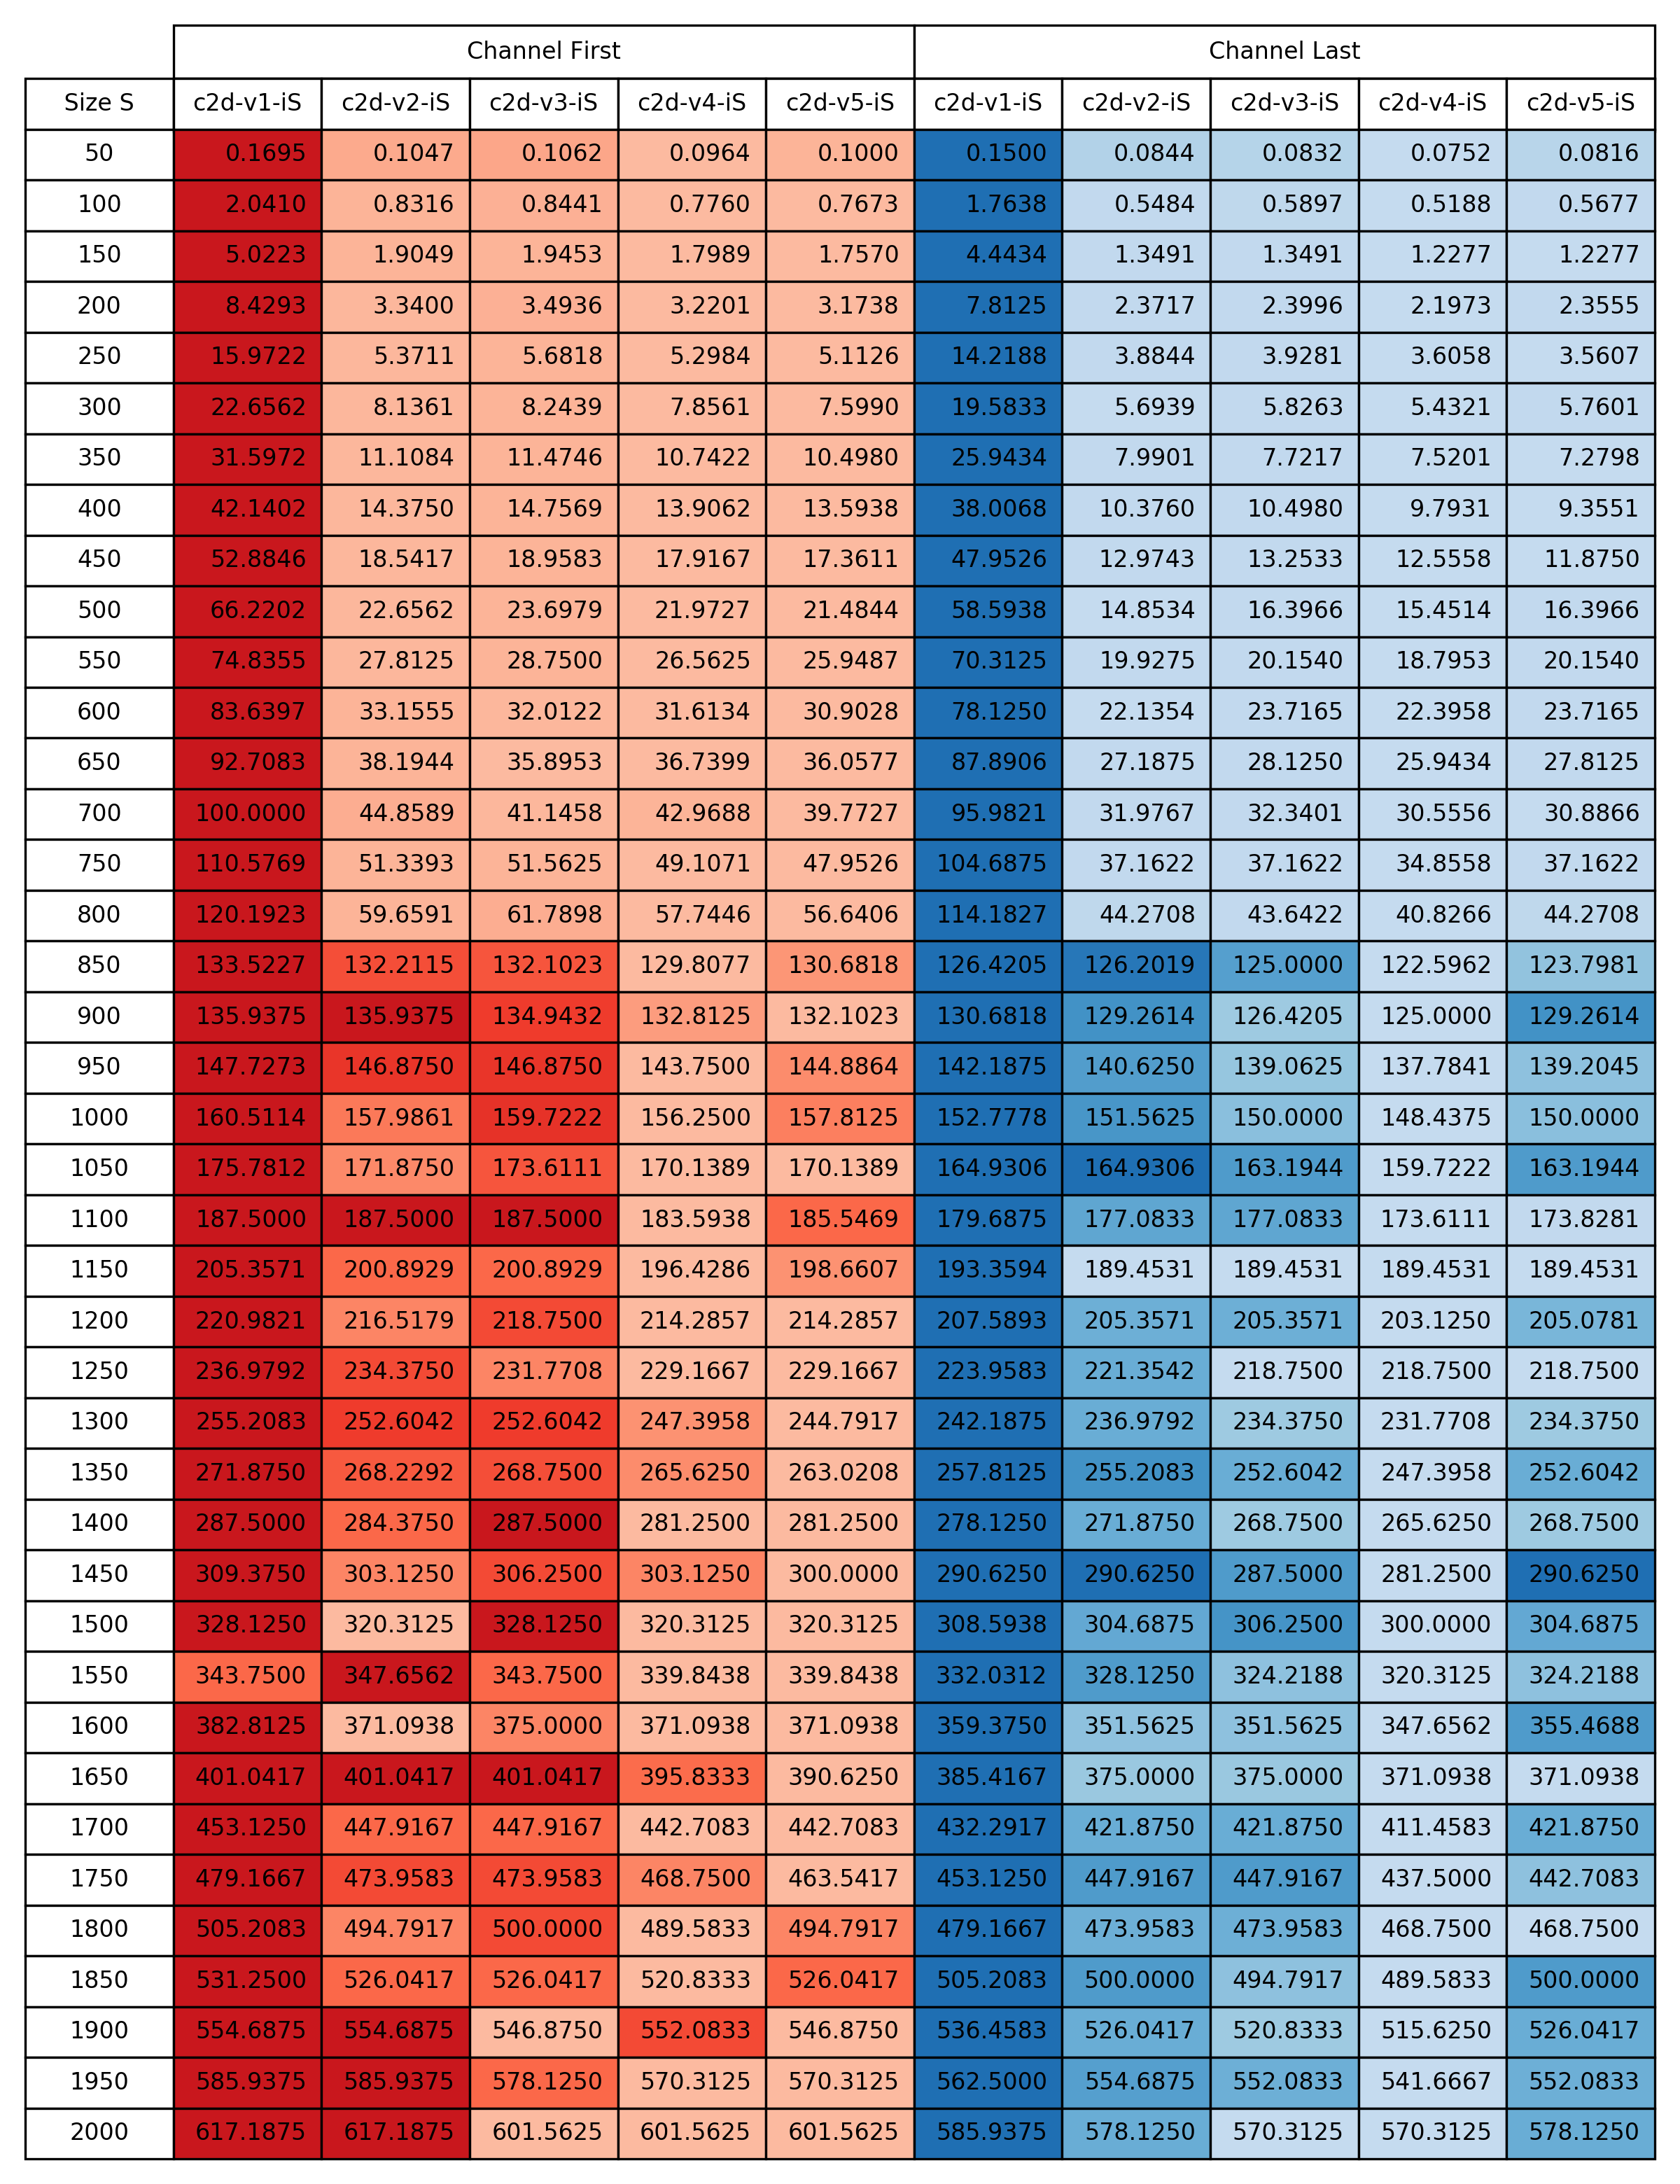 Channel First Channel Last
Size S c2d-v1-iS c2d-v2-iS c2d-v3-iS c2d-v4-iS c2d-v5-iS c2d-v1-iS c2d-v2-iS c2d-v3-iS c2d-v4-iS c2d-v5-iS
50 0.1695 0.1047 0.1062 0.0964 0.1000 0.1500 0.0844 0.0832 0.0752 0.0816
100 2.0410 0.8316 0.8441 0.7760 0.7673 1.7638 0.5484 0.5897 0.5188 0.5677
150 5.0223 1.9049 1.9453 1.7989 1.7570 4.4434 1.3491 1.3491 1.2277 1.2277
200 8.4293 3.3400 3.4936 3.2201 3.1738 7.8125 2.3717 2.3996 2.1973 2.3555
250 15.9722 5.3711 5.6818 5.2984 5.1126 14.2188 3.8844 3.9281 3.6058 3.5607
300 22.6562 8.1361 8.2439 7.8561 7.5990 19.5833 5.6939 5.8263 5.4321 5.7601
350 31.5972 11.1084 11.4746 10.7422 10.4980 25.9434 7.9901 7.7217 7.5201 7.2798
400 42.1402 14.3750 14.7569 13.9062 13.5938 38.0068 10.3760 10.4980 9.7931 9.3551
450 52.8846 18.5417 18.9583 17.9167 17.3611 47.9526 12.9743 13.2533 12.5558 11.8750
500 66.2202 22.6562 23.6979 21.9727 21.4844 58.5938 14.8534 16.3966 15.4514 16.3966
550 74.8355 27.8125 28.7500 26.5625 25.9487 70.3125 19.9275 20.1540 18.7953 20.1540
600 83.6397 33.1555 32.0122 31.6134 30.9028 78.1250 22.1354 23.7165 22.3958 23.7165
650 92.7083 38.1944 35.8953 36.7399 36.0577 87.8906 27.1875 28.1250 25.9434 27.8125
700 100.0000 44.8589 41.1458 42.9688 39.7727 95.9821 31.9767 32.3401 30.5556 30.8866
750 110.5769 51.3393 51.5625 49.1071 47.9526 104.6875 37.1622 37.1622 34.8558 37.1622
800 120.1923 59.6591 61.7898 57.7446 56.6406 114.1827 44.2708 43.6422 40.8266 44.2708
850 133.5227 132.2115 132.1023 129.8077 130.6818 126.4205 126.2019 125.0000 122.5962 123.7981
900 135.9375 135.9375 134.9432 132.8125 132.1023 130.6818 129.2614 126.4205 125.0000 129.2614
950 147.7273 146.8750 146.8750 143.7500 144.8864 142.1875 140.6250 139.0625 137.7841 139.2045
1000 160.5114 157.9861 159.7222 156.2500 157.8125 152.7778 151.5625 150.0000 148.4375 150.0000
1050 175.7812 171.8750 173.6111 170.1389 170.1389 164.9306 164.9306 163.1944 159.7222 163.1944
1100 187.5000 187.5000 187.5000 183.5938 185.5469 179.6875 177.0833 177.0833 173.6111 173.8281
1150 205.3571 200.8929 200.8929 196.4286 198.6607 193.3594 189.4531 189.4531 189.4531 189.4531
1200 220.9821 216.5179 218.7500 214.2857 214.2857 207.5893 205.3571 205.3571 203.1250 205.0781
1250 236.9792 234.3750 231.7708 229.1667 229.1667 223.9583 221.3542 218.7500 218.7500 218.7500
1300 255.2083 252.6042 252.6042 247.3958 244.7917 242.1875 236.9792 234.3750 231.7708 234.3750
1350 271.8750 268.2292 268.7500 265.6250 263.0208 257.8125 255.2083 252.6042 247.3958 252.6042
1400 287.5000 284.3750 287.5000 281.2500 281.2500 278.1250 271.8750 268.7500 265.6250 268.7500
1450 309.3750 303.1250 306.2500 303.1250 300.0000 290.6250 290.6250 287.5000 281.2500 290.6250
1500 328.1250 320.3125 328.1250 320.3125 320.3125 308.5938 304.6875 306.2500 300.0000 304.6875
1550 343.7500 347.6562 343.7500 339.8438 339.8438 332.0312 328.1250 324.2188 320.3125 324.2188
1600 382.8125 371.0938 375.0000 371.0938 371.0938 359.3750 351.5625 351.5625 347.6562 355.4688
1650 401.0417 401.0417 401.0417 395.8333 390.6250 385.4167 375.0000 375.0000 371.0938 371.0938
1700 453.1250 447.9167 447.9167 442.7083 442.7083 432.2917 421.8750 421.8750 411.4583 421.8750
1750 479.1667 473.9583 473.9583 468.7500 463.5417 453.1250 447.9167 447.9167 437.5000 442.7083
1800 505.2083 494.7917 500.0000 489.5833 494.7917 479.1667 473.9583 473.9583 468.7500 468.7500
1850 531.2500 526.0417 526.0417 520.8333 526.0417 505.2083 500.0000 494.7917 489.5833 500.0000
1900 554.6875 554.6875 546.8750 552.0833 546.8750 536.4583 526.0417 520.8333 515.6250 526.0417
1950 585.9375 585.9375 578.1250 570.3125 570.3125 562.5000 554.6875 552.0833 541.6667 552.0833
2000 617.1875 617.1875 601.5625 601.5625 601.5625 585.9375 578.1250 570.3125 570.3125 578.1250